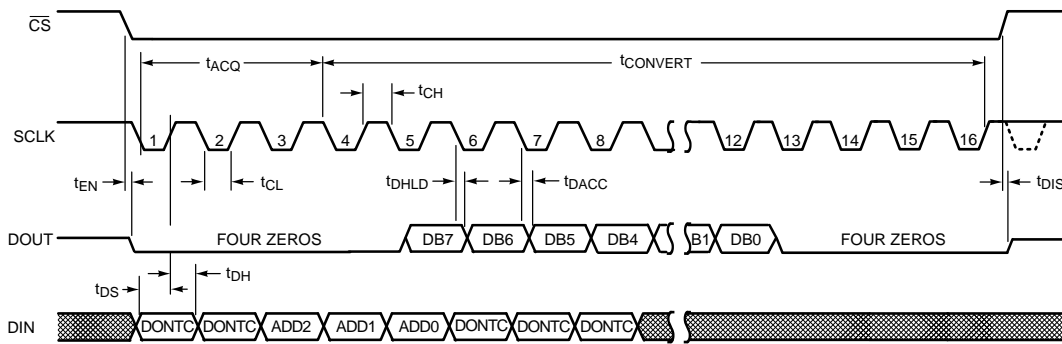 CS
tACQ
tCONVERT
tCH
SCLK
1 2 3 4 5 6 7 8 12 13 14 15 16
tEN
tCL
tDHLD
tDACC
tDIS
DOUT
FOUR ZEROS
DB7 DB6 DB5 DB4 B1 DB0
FOUR ZEROS
tDH
tDS
DIN
DONTC DONTC ADD2 ADD1 ADD0 DONTC DONTC DONTC